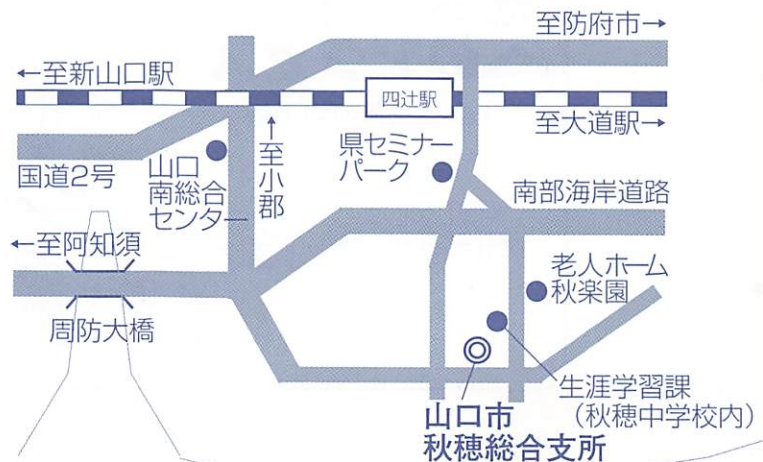 至防府市→
←至新山口駅
四辻駅
至大道駅
国道2号
山口
南総合
センター
←至小郡
県セミナー
パーク
南部海岸道路
←至阿知須
周防大橋
老人ホーム
秋楽園
生涯学習課
(秋穂中学校内)
山口市
秋穂総合支所